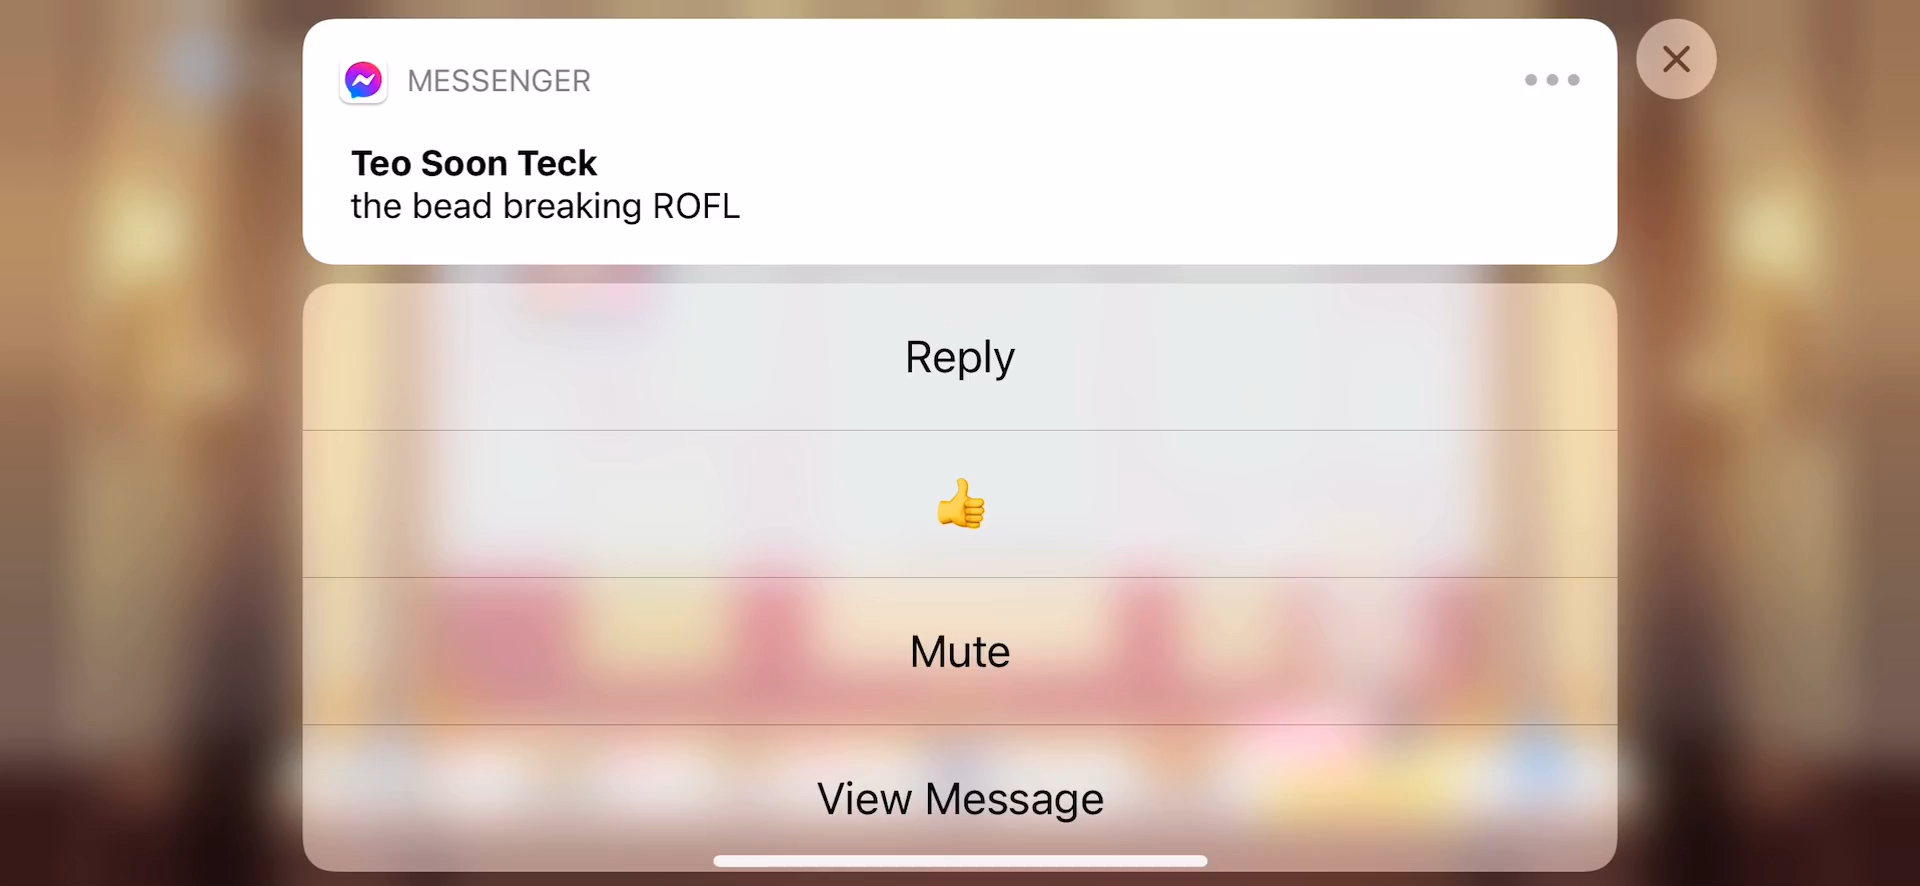 MESSENGER
Teo Soon Teck
the bead breaking ROFL
Reply
👍
Mute
View Message